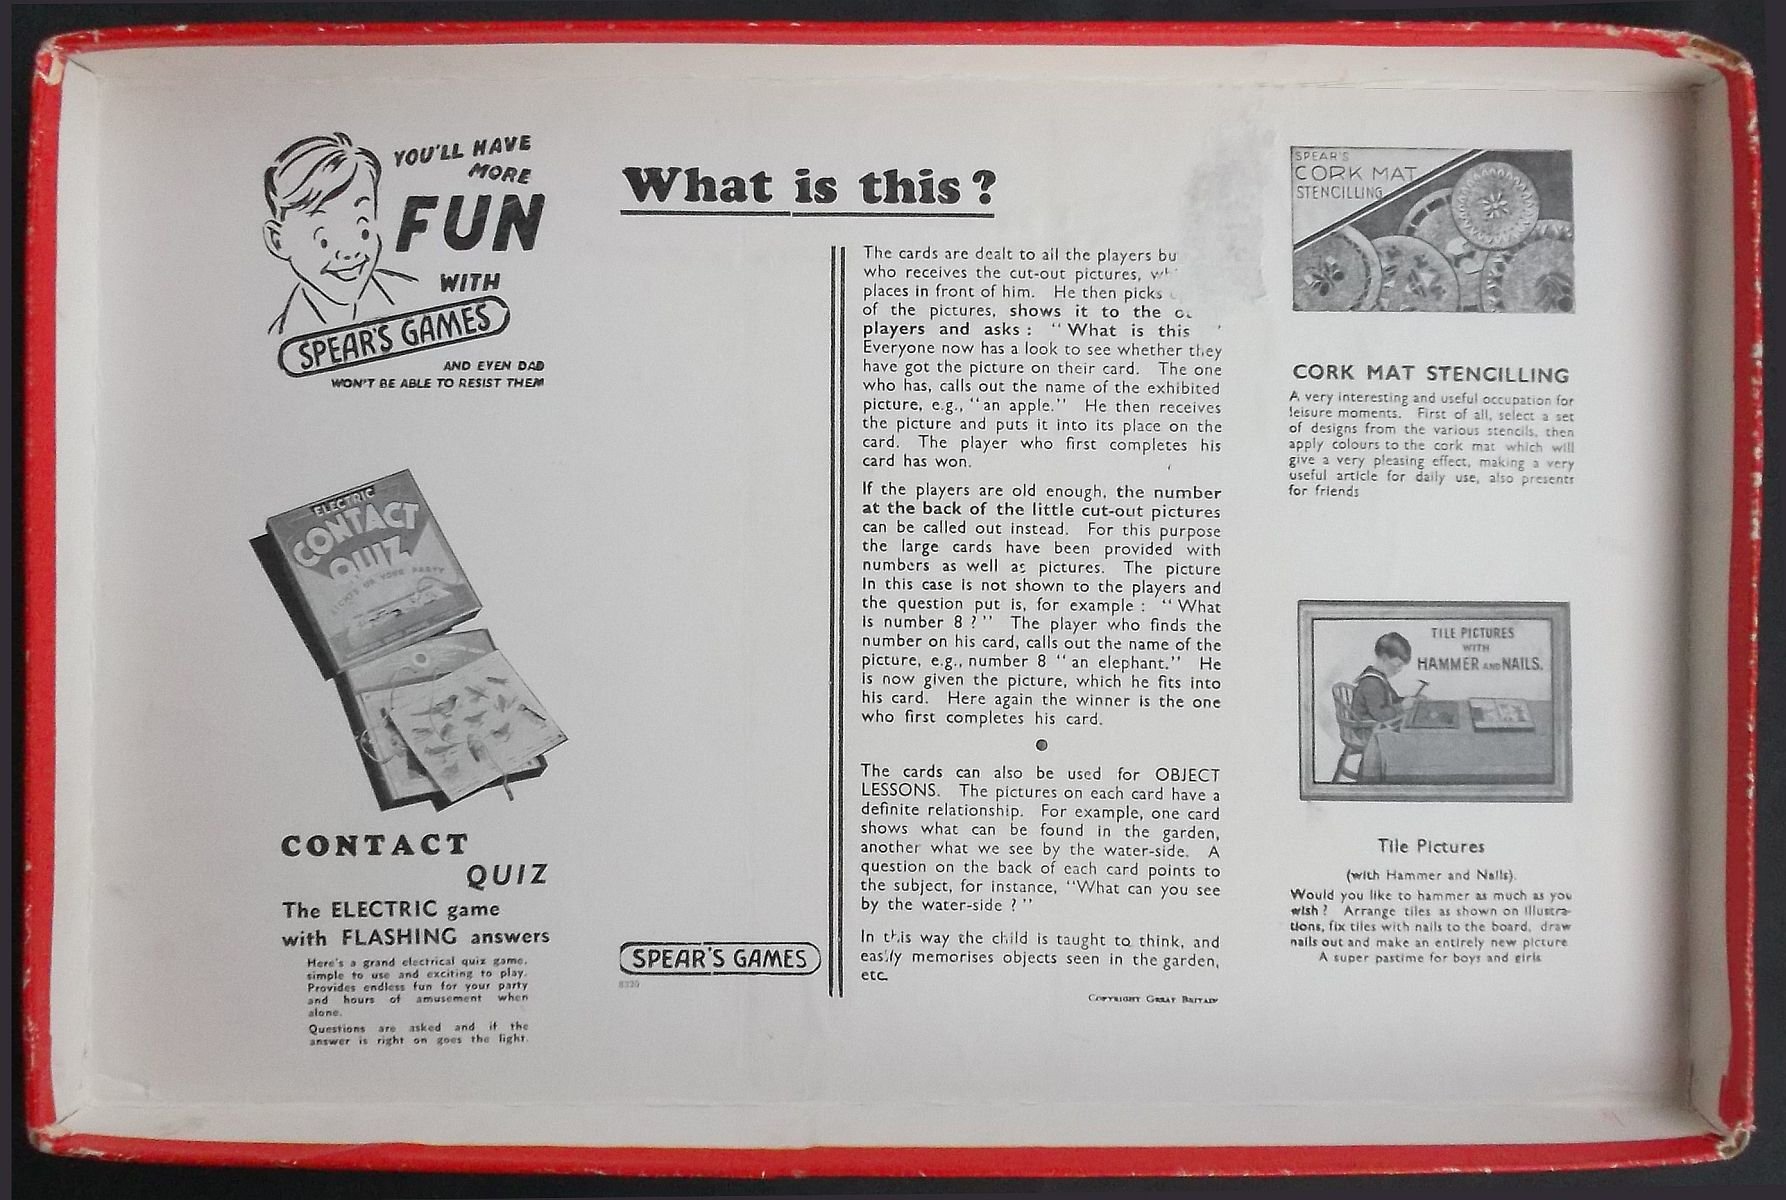 YOU'LL HAVE
MORE
FUN
WITH
SPEAR'S GAMES
AND EVEN DAD
WON'T BE ABLE TO RESIST THEM
ELECTRIC
CONTACT
QUIZ
LIGHTS UP YOUR PARTY
CONTACT
QUIZ
The ELECTRIC game
with FLASHING answers
Here's a grand electrical quiz game,
simple to use and exciting to play.
Provides endless fun for your party
and hours of amusement when
alone.
Questions are asked and if the
answer is right on goes the light.
What is this?
SPEAR'S GAMES
8320
The cards are dealt to all the players bu
who receives the cut-out pictures,
places in front of him. He then picks
of the pictures, shows it to the
players and asks: "What is this
Everyone now has a look to see whether they
have got the picture on their card. The one
who has, calls out the name of the exhibited
picture, e.g., "an apple." He then receives
the picture and puts it into its place on the
card. The player who first completes his
card has won.
If the players are old enough, the number
at the back of the little cut-out pictures
can be called out instead. For this purpose
the large cards have been provided with
numbers as well as pictures. The picture
in this case is not shown to the players and
the question put is, for example: "What
is number 8?" The player who finds the
number on his card, calls out the name of the
picture, e.g., number 8 "an elephant." He
is now given the picture, which he fits into
his card. Here again the winner is the one
who first completes his card.
The cards can also be used for OBJECT
LESSONS. The pictures on each card have a
definite relationship. For example, one card
shows what can be found in the garden,
another what we see by the water-side. A
question on the back of each card points to
the subject, for instance, "What can you see
by the water-side?"
In this way the child is taught to think, and
easily memorises objects seen in the garden,
etc.
COPYRIGHT GREAT BRITAIN
SPEAR'S
CORK MAT
STENCILLING
CORK MAT STENCILLING
A very interesting and useful occupation for
leisure moments. First of all, select a set
of designs from the various stencils, then
apply colours to the cork mat which will
give a very pleasing effect, making a very
useful article for daily use, also presents
for friends
TILE PICTURES
WITH
HAMMER AND NAILS.
Tile Pictures
(with Hammer and Nails).
Would you like to hammer as much as you
wish? Arrange tiles as shown on illustra-
tions, fix tiles with nails to the board, draw
nails out and make an entirely new picture
A super pastime for boys and girls